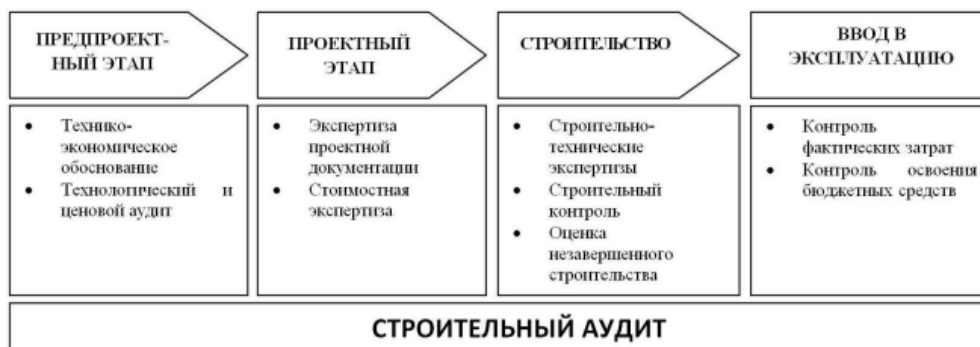 ПРЕДПРОЕКТ-
НЫЙ ЭТАП
ПРОЕКТНЫЙ
ЭТАП
СТРОИТЕЛЬСТВО
ВВОД В
ЭКСПЛУАТАЦИЮ
• Технико-
экономическое
обоснование
• Технологический и
ценовой аудит
• Экспертиза
проектной
документации
• Стоимостная
экспертиза
• Строительно-
технические
экспертизы
• Строительный
контроль
• Оценка
незавершенного
строительства
• Контроль
фактических затрат
• Контроль освоения
бюджетных средств
СТРОИТЕЛЬНЫЙ АУДИТ